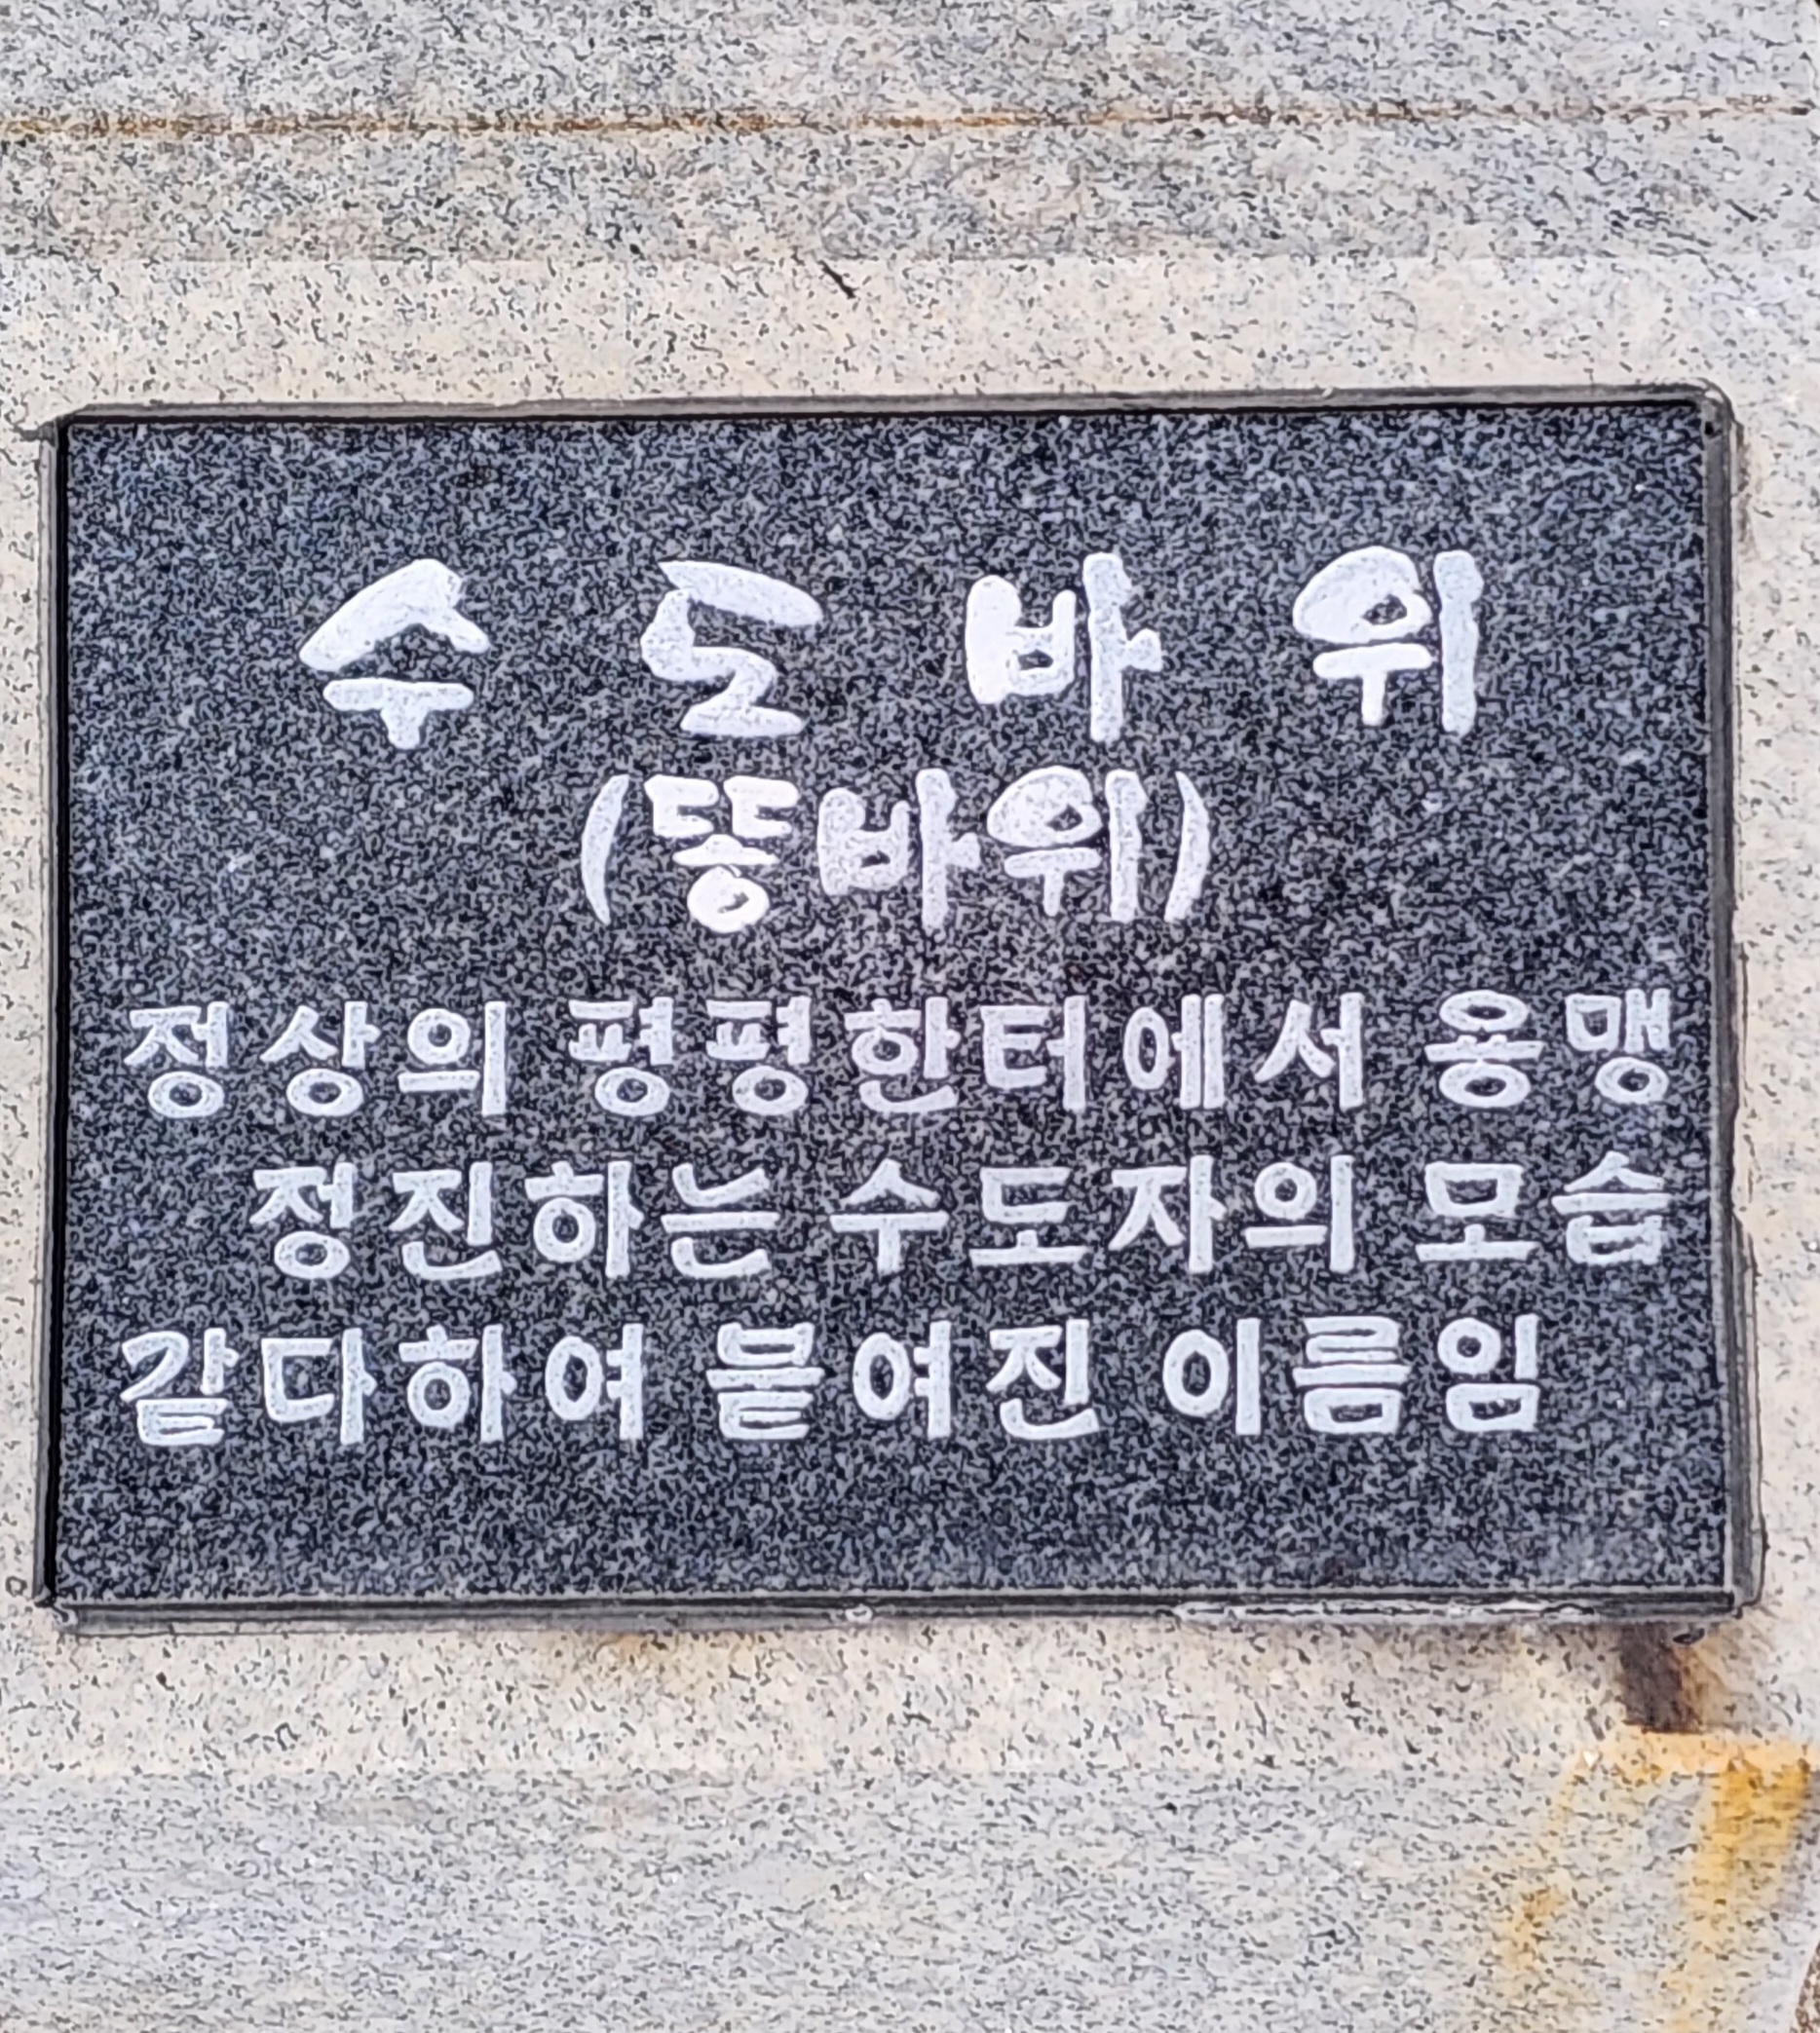 수도바위
(똥바위)
정상의 평평한터에서 용맹
정진하는 수도자의 모습
같다하여 붙여진 이름임